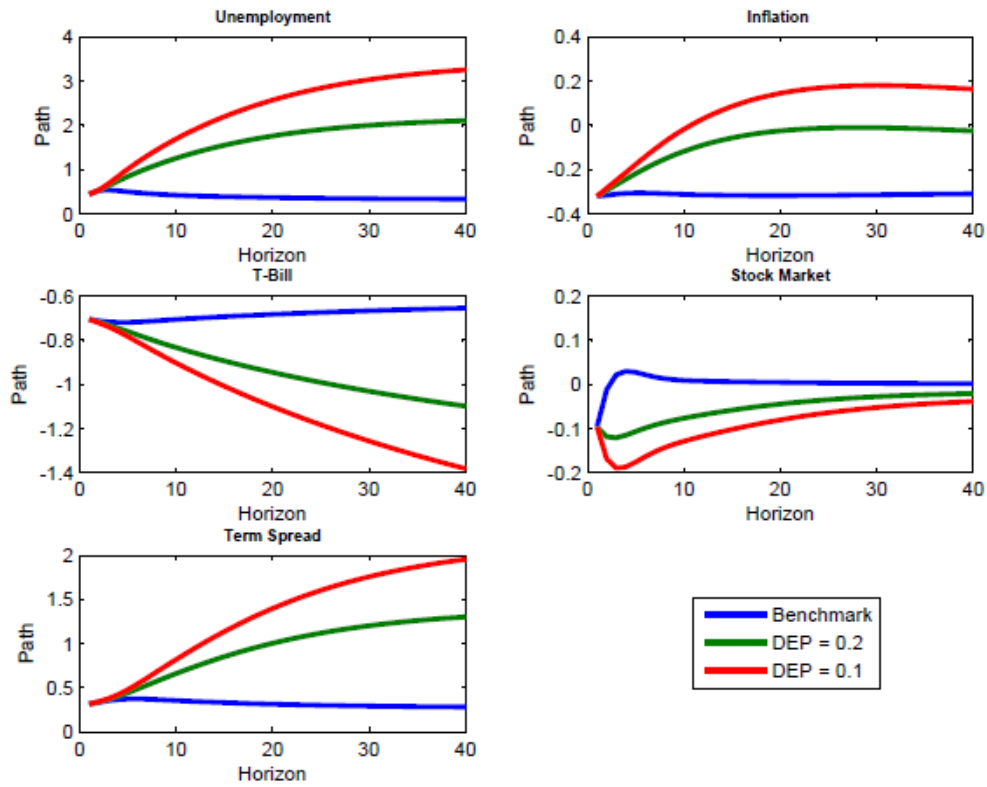 Unemployment
4
3
2
1
0
Path
0 10 20 30 40
Horizon
Inflation
0.4
0.2
0
-0.2
-0.4
Path
0 10 20 30 40
Horizon
T-Bill
-0.6
-0.8
-1
-1.2
-1.4
Path
0 10 20 30 40
Horizon
Stock Market
0.2
0.1
0
-0.1
-0.2
Path
0 10 20 30 40
Horizon
Term Spread
2
1.5
1
0.5
0
Path
0 10 20 30 40
Horizon
Benchmark
DEP = 0.2
DEP = 0.1